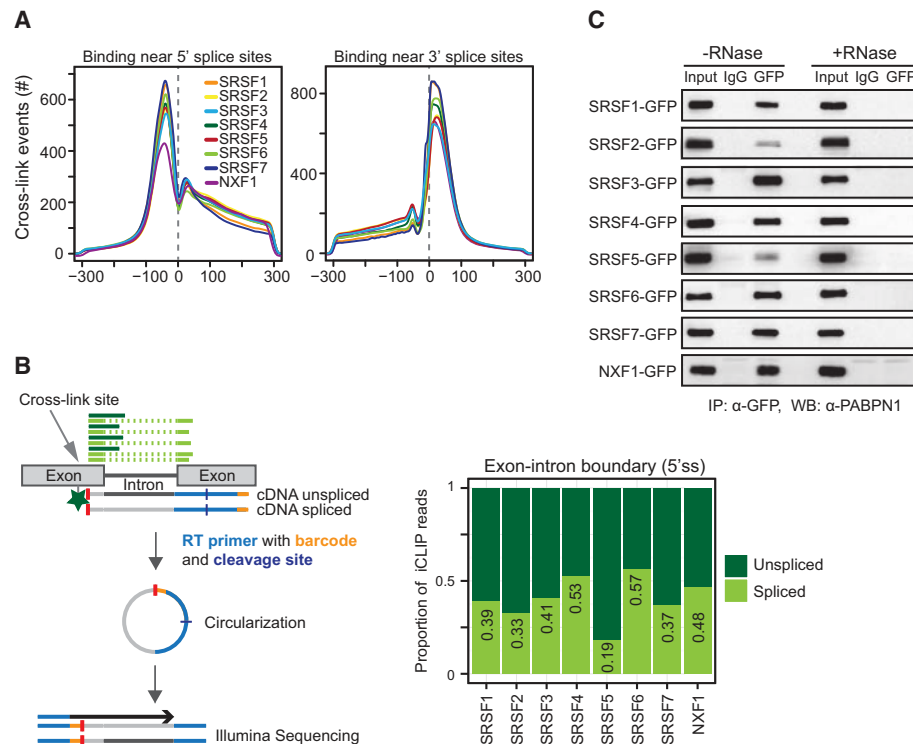 A
Binding near 5' splice sites
Cross-link events (#)
600
400
200
0
−300
−100
0
100
300
SRSF1
SRSF2
SRSF3
SRSF4
SRSF5
SRSF6
SRSF7
NXF1
Binding near 3' splice sites
800
400
0
−300
−100
0
100
300
B
Cross-link site
Exon
Intron
Exon
cDNA unspliced
cDNA spliced
RT primer with barcode
and cleavage site
Circularization
Illumina Sequencing
Exon-intron boundary (5'ss)
Proportion of iCLIP reads
1
0.5
0
0.39
0.33
0.41
0.53
0.19
0.57
0.37
0.48
SRSF1
SRSF2
SRSF3
SRSF4
SRSF5
SRSF6
SRSF7
NXF1
Unspliced
Spliced
C
-RNase +RNase
Input IgG GFP Input IgG GFP
SRSF1-GFP
SRSF2-GFP
SRSF3-GFP
SRSF4-GFP
SRSF5-GFP
SRSF6-GFP
SRSF7-GFP
NXF1-GFP
IP: α-GFP, WB: α-PABPN1